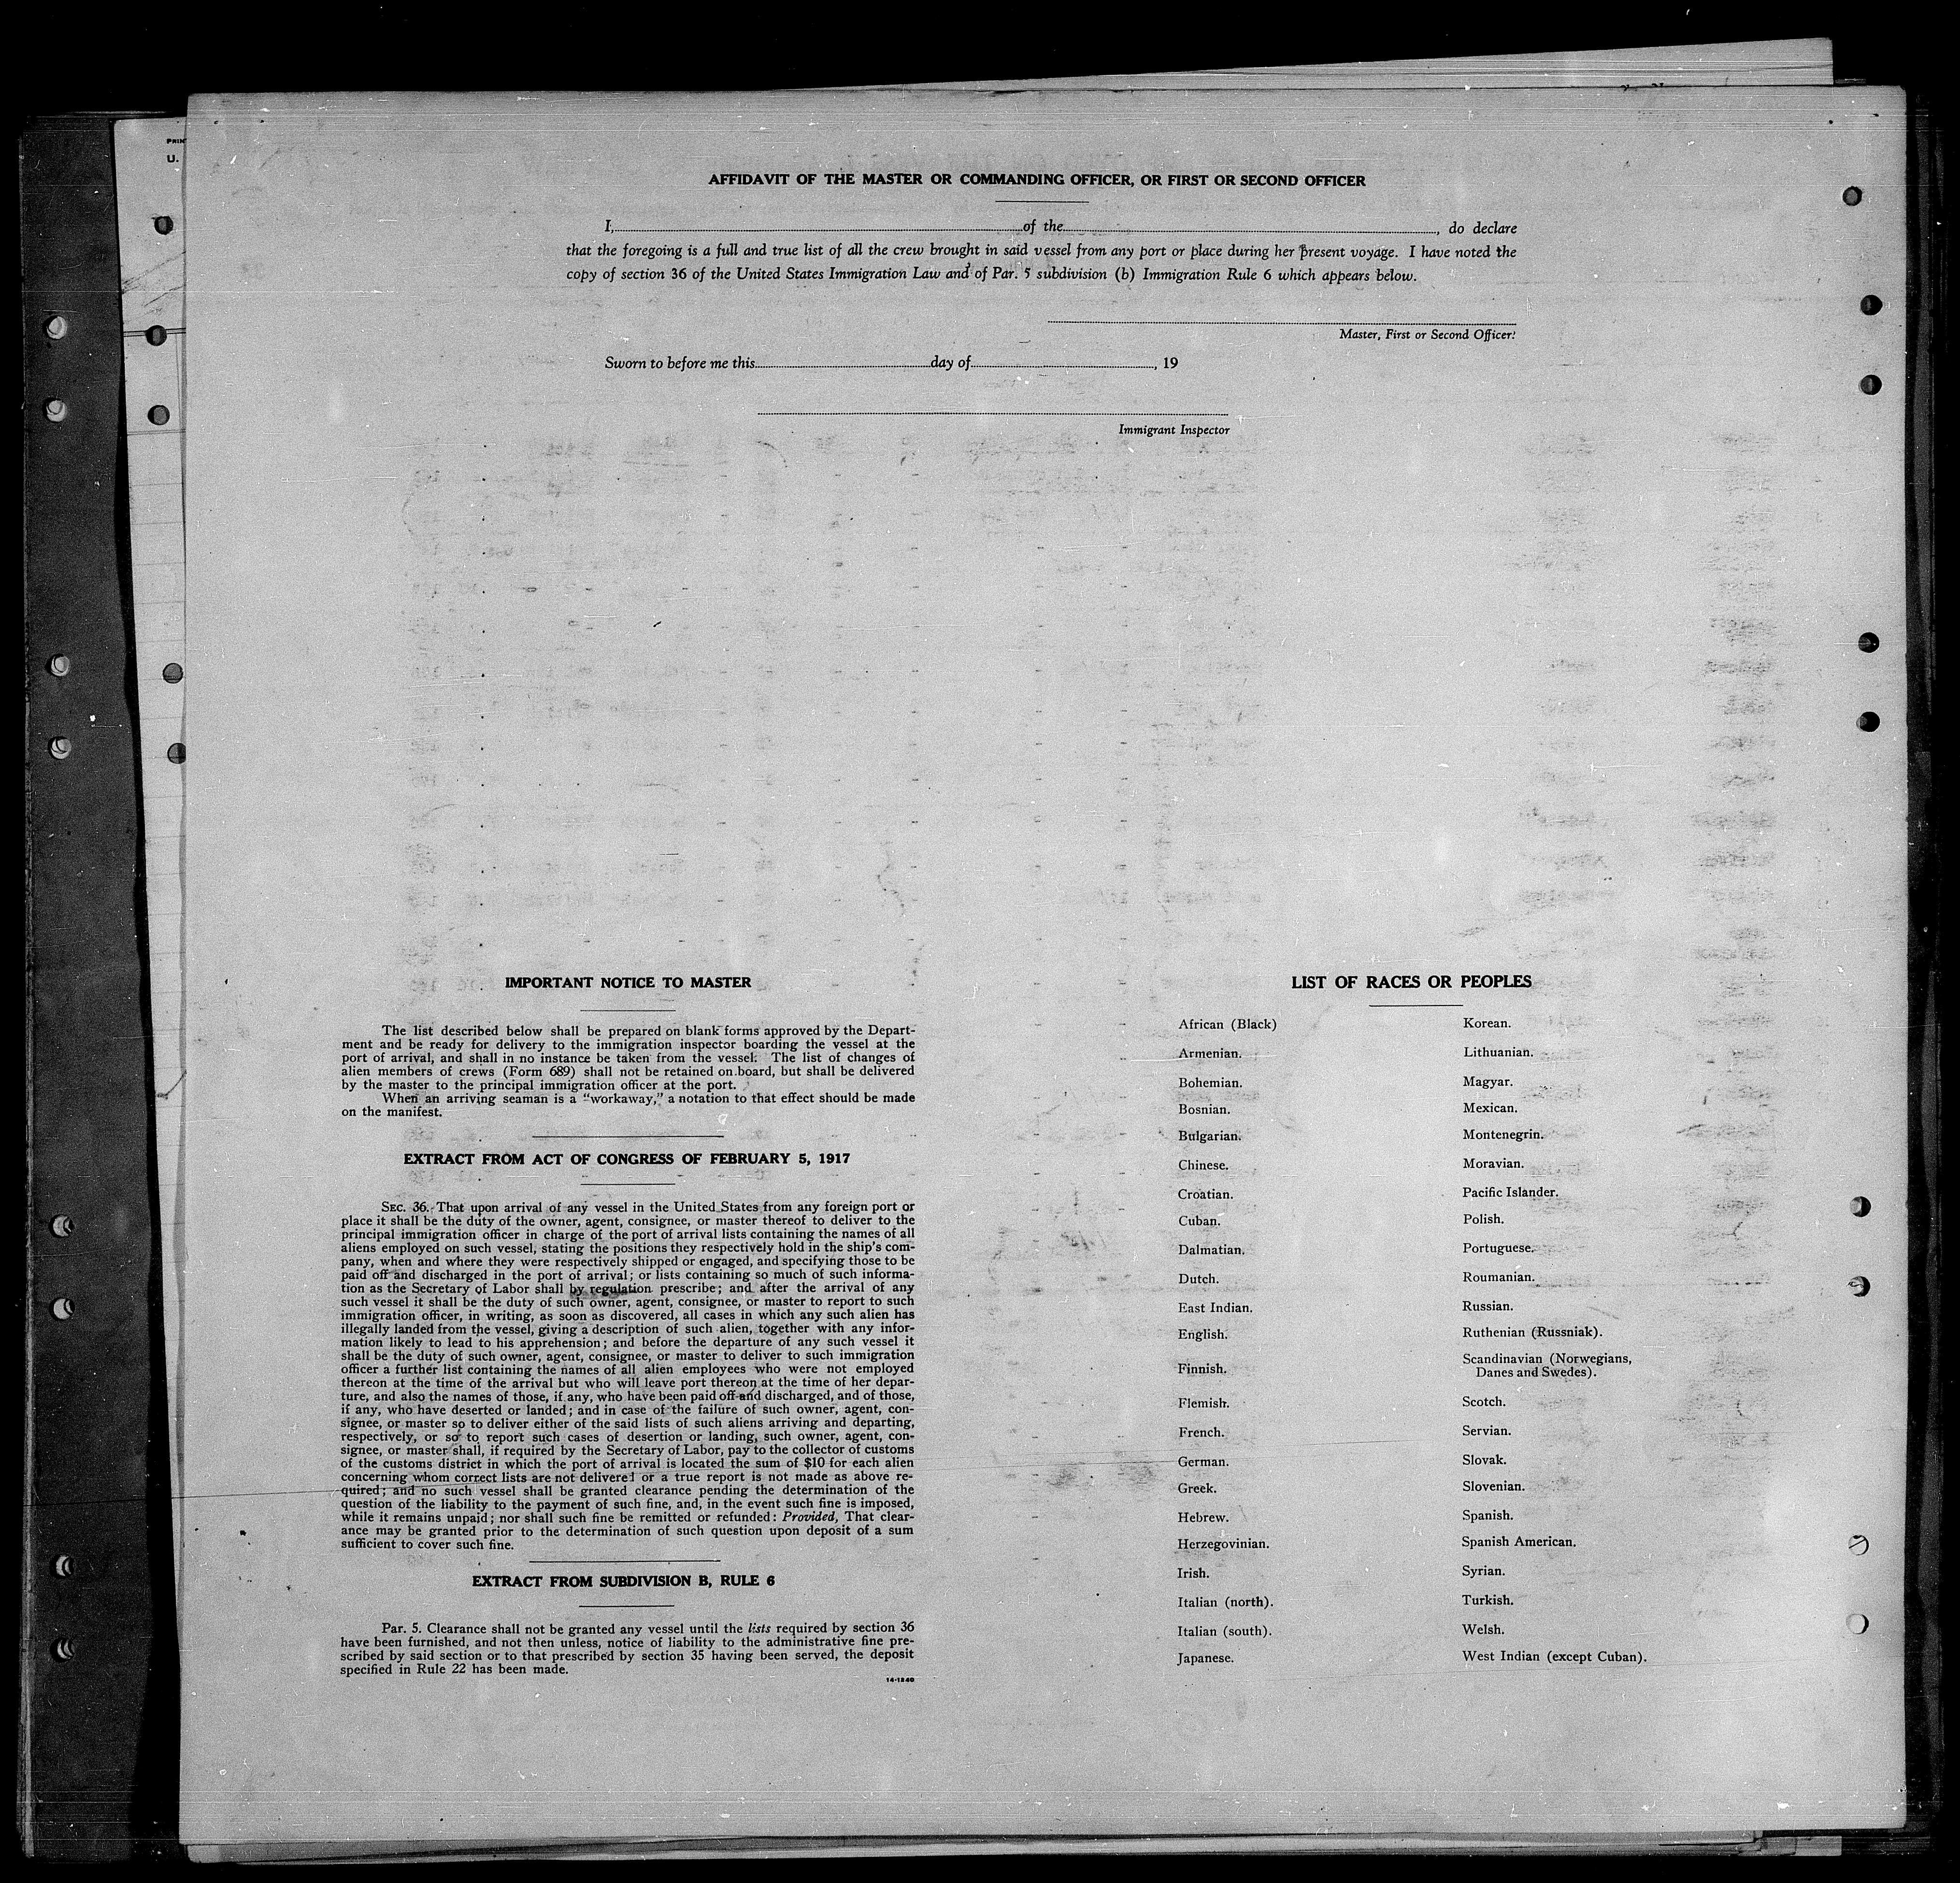 PRIN
U.
AFFIDAVIT OF THE MASTER OR COMMANDING OFFICER, OR FIRST OR SECOND OFFICER
I, of the , do declare
that the foregoing is a full and true list of all the crew brought in said vessel from any port or place during her present voyage. I have noted the
copy of section 36 of the United States Immigration Law and of Par. 5 subdivision (b) Immigration Rule 6 which appears below.
Master, First or Second Officer.
Sworn to before me this day of , 19
Immigrant Inspector
IMPORTANT NOTICE TO MASTER
The list described below shall be prepared on blank forms approved by the Depart-
ment and be ready for delivery to the immigration inspector boarding the vessel at the
port of arrival, and shall in no instance be taken from the vessel. The list of changes of
alien members of crews (Form 689) shall not be retained on board, but shall be delivered
by the master to the principal immigration officer at the port.
When an arriving seaman is a "workaway," a notation to that effect should be made
on the manifest.
EXTRACT FROM ACT OF CONGRESS OF FEBRUARY 5, 1917
SEC. 36. That upon arrival of any vessel in the United States from any foreign port or
place it shall be the duty of the owner, agent, consignee, or master thereof to deliver to the
principal immigration officer in charge of the port of arrival lists containing the names of all
aliens employed on such vessel, stating the positions they respectively hold in the ship's com-
pany, when and where they were respectively shipped or engaged, and specifying those to be
paid off and discharged in the port of arrival; or lists containing so much of such informa-
tion as the Secretary of Labor shall by regulation prescribe; and after the arrival of any
such vessel it shall be the duty of such owner, agent, consignee, or master to report to such
immigration officer, in writing, as soon as discovered, all cases in which any such alien has
illegally landed from the vessel, giving a description of such alien, together with any infor-
mation likely to lead to his apprehension; and before the departure of any such vessel it
shall be the duty of such owner, agent, consignee, or master to deliver to such immigration
officer a further list containing the names of all alien employees who were not employed
thereon at the time of the arrival but who will leave port thereon at the time of her depar-
ture, and also the names of those, if any, who have been paid off and discharged, and of those,
if any, who have deserted or landed; and in case of the failure of such owner, agent, con-
signee, or master so to deliver either of the said lists of such aliens arriving and departing,
respectively, or so to report such cases of desertion or landing, such owner, agent, con-
signee, or master shall, if required by the Secretary of Labor, pay to the collector of customs
of the customs district in which the port of arrival is located the sum of $10 for each alien
concerning whom correct lists are not delivered or a true report is not made as above re-
quired; and no such vessel shall be granted clearance pending the determination of the
question of the liability to the payment of such fine, and, in the event such fine is imposed,
while it remains unpaid; nor shall such fine be remitted or refunded: Provided, That clear-
ance may be granted prior to the determination of such question upon deposit of a sum
sufficient to cover such fine.
EXTRACT FROM SUBDIVISION B, RULE 6
Par. 5. Clearance shall not be granted any vessel until the lists required by section 36
have been furnished, and not then unless, notice of liability to the administrative fine pre-
scribed by said section or to that prescribed by section 35 having been served, the deposit
specified in Rule 22 has been made.
14-1240
LIST OF RACES OR PEOPLES
African (Black)
Armenian.
Bohemian.
Bosnian.
Bulgarian.
Chinese.
Croatian.
Cuban.
Dalmatian.
Dutch.
East Indian.
English.
Finnish.
Flemish.
French.
German.
Greek.
Hebrew.
Herzegovinian.
Irish.
Italian (north).
Italian (south).
Japanese.
Korean.
Lithuanian.
Magyar.
Mexican.
Montenegrin.
Moravian.
Pacific Islander.
Polish.
Portuguese.
Roumanian.
Russian.
Ruthenian (Russniak).
Scandinavian (Norwegians,
Danes and Swedes).
Scotch.
Servian.
Slovak.
Slovenian.
Spanish.
Spanish American.
Syrian.
Turkish.
Welsh.
West Indian (except Cuban).